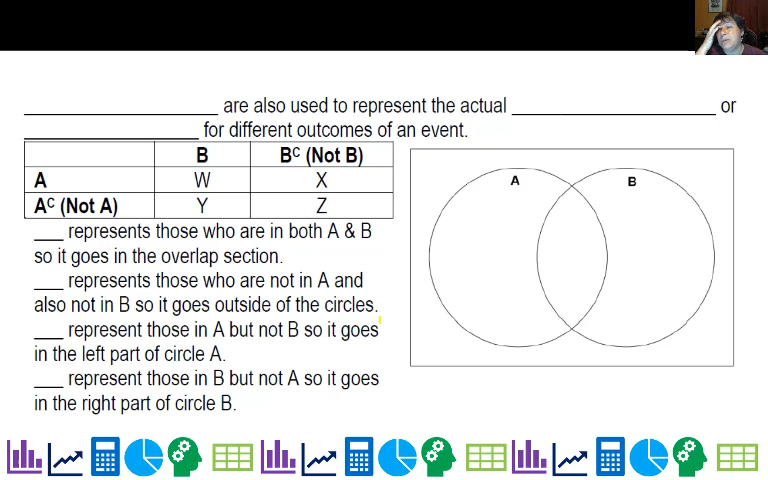 ____________________ are also used to represent the actual _____________________ or
__________________ for different outcomes of an event.
B Bᶜ (Not B)
A W X
Aᶜ (Not A) Y Z
___ represents those who are in both A & B
so it goes in the overlap section.
___ represents those who are not in A and
also not in B so it goes outside of the circles.
___ represent those in A but not B so it goes
in the left part of circle A.
___ represent those in B but not A so it goes
in the right part of circle B.
A B